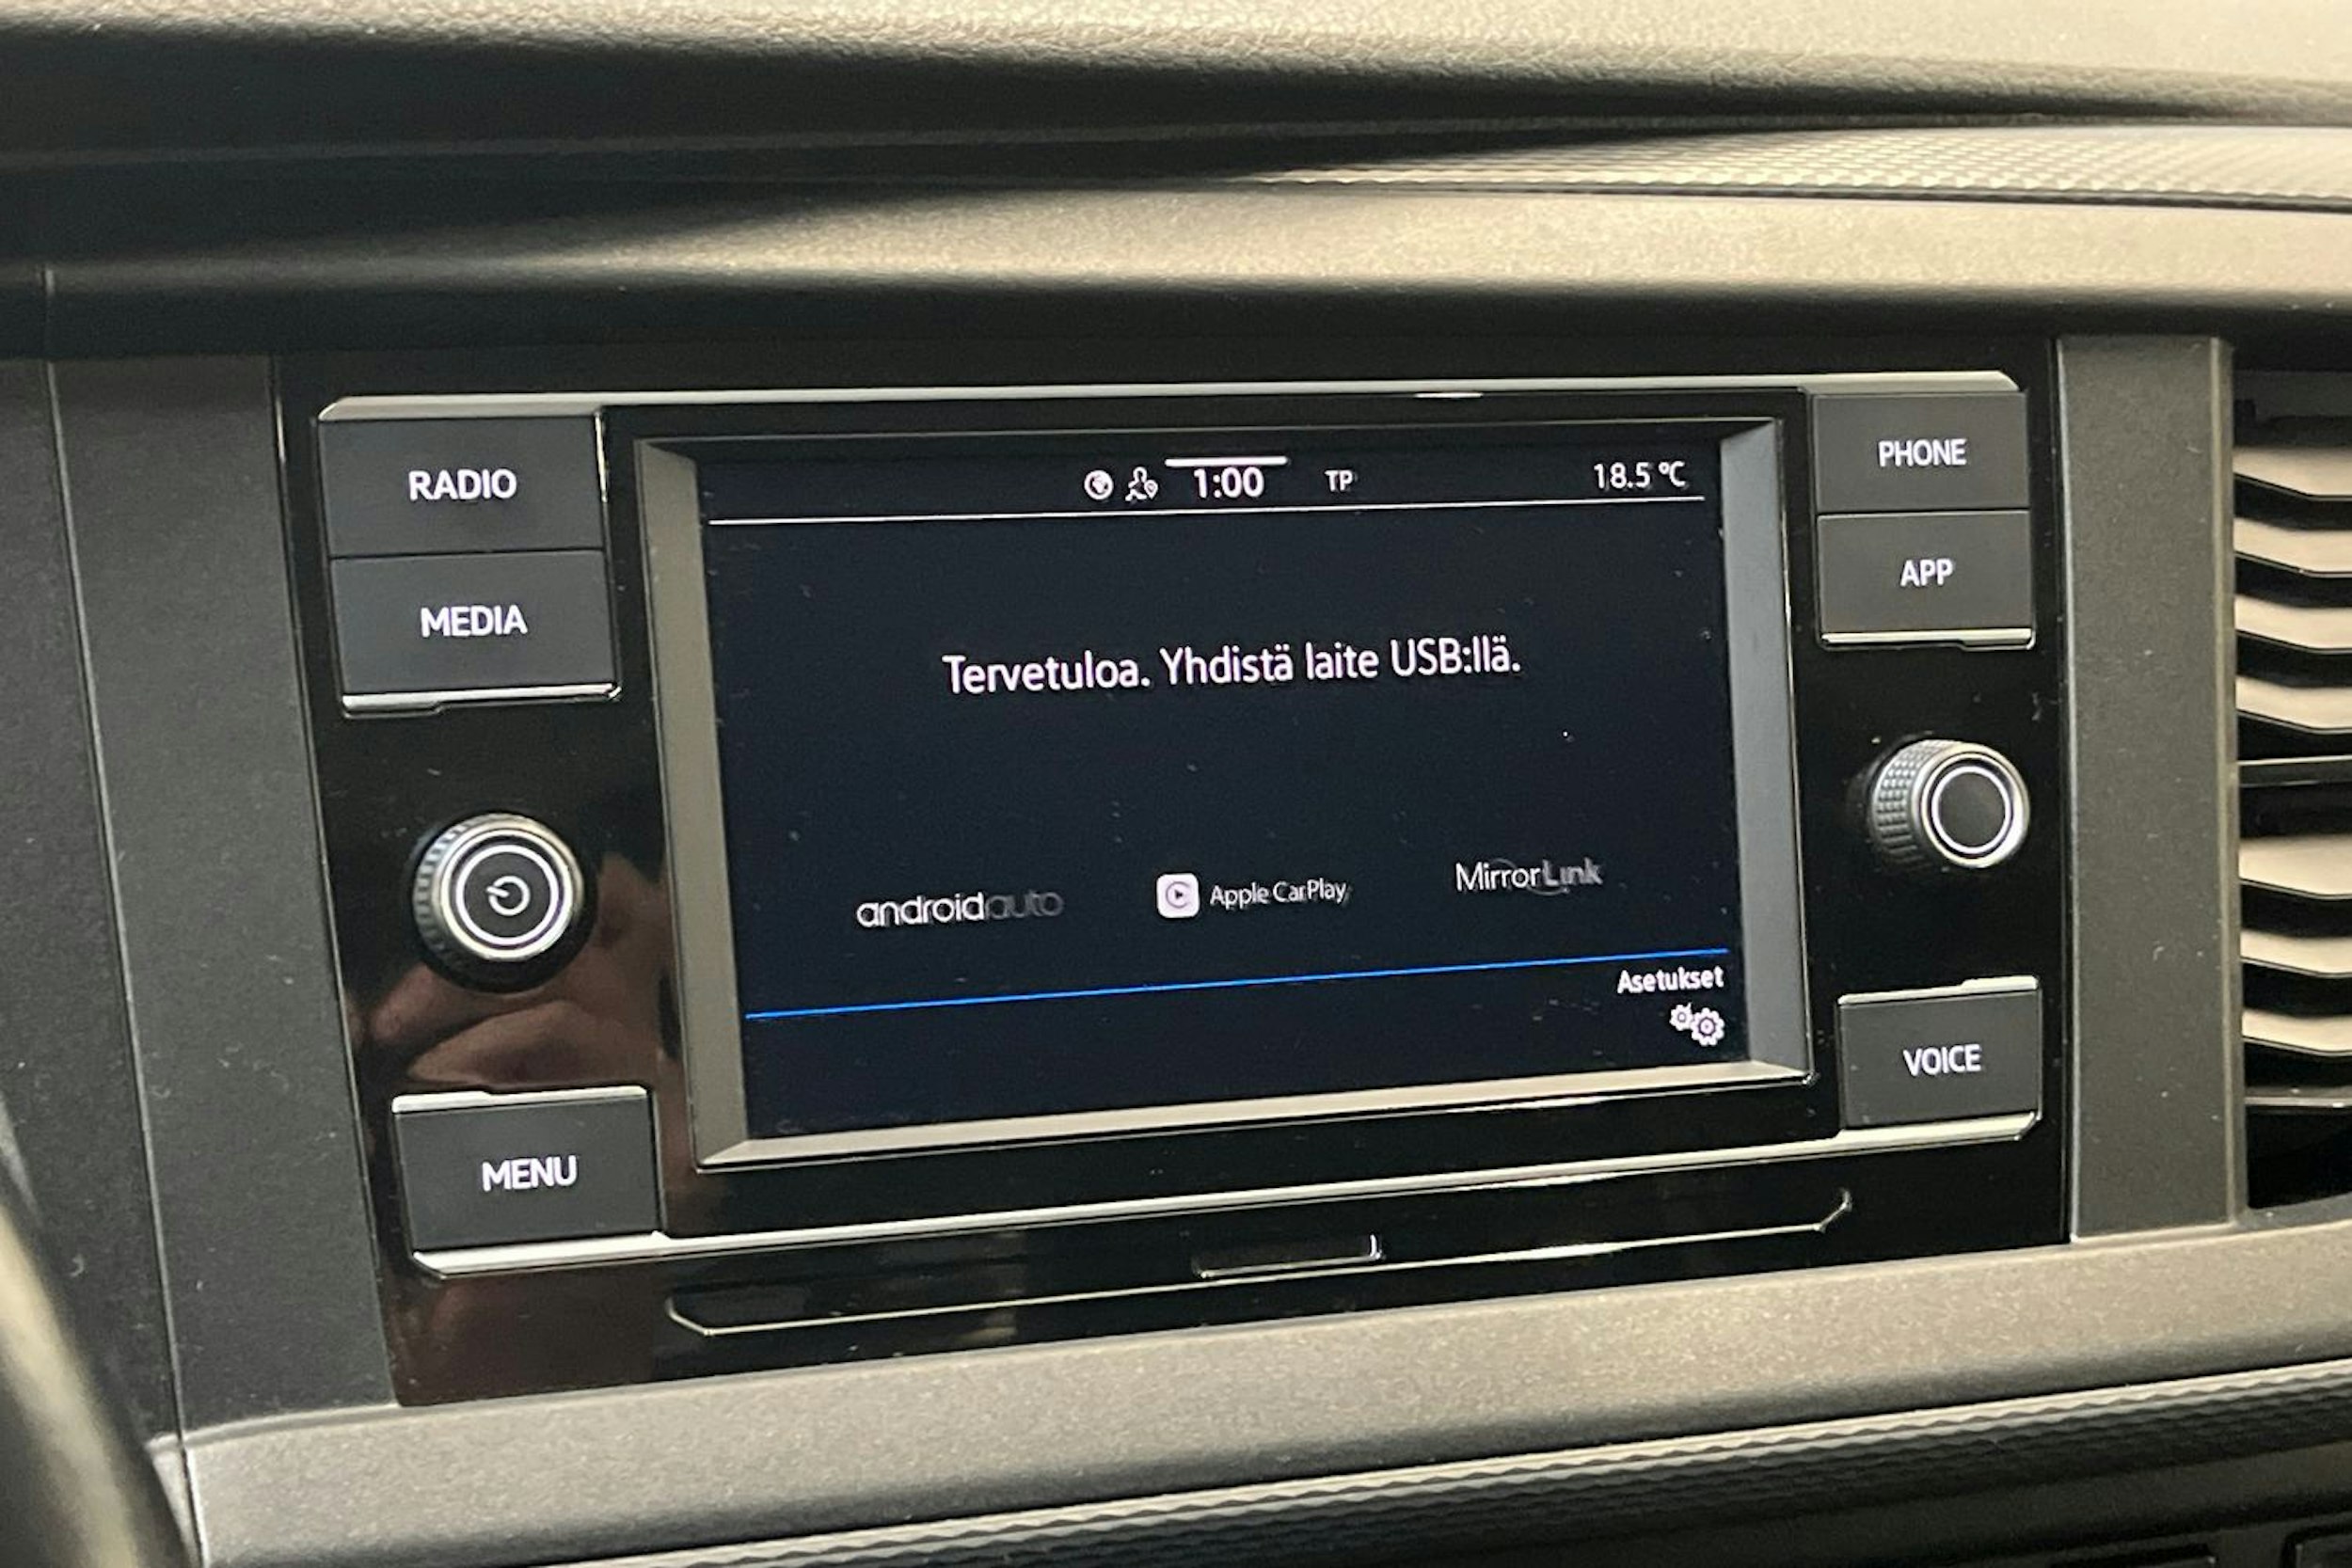 RADIO
MEDIA
MENU
1:00 TP 18.5 °C
Tervetuloa. Yhdistä laite USB:llä.
androidauto
Apple CarPlay
MirrorLink
Asetukset
PHONE
APP
VOICE